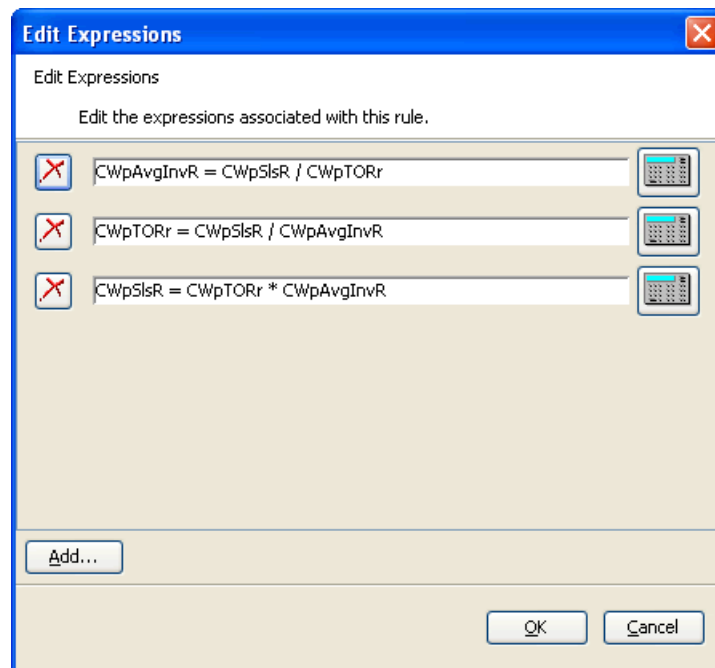 Edit Expressions
Edit Expressions
Edit the expressions associated with this rule.
CWpAvgInvR = CWpSlsR / CWpTORr
CWpTORr = CWpSlsR / CWpAvgInvR
CWpSlsR = CWpTORr * CWpAvgInvR
Add...
OK Cancel